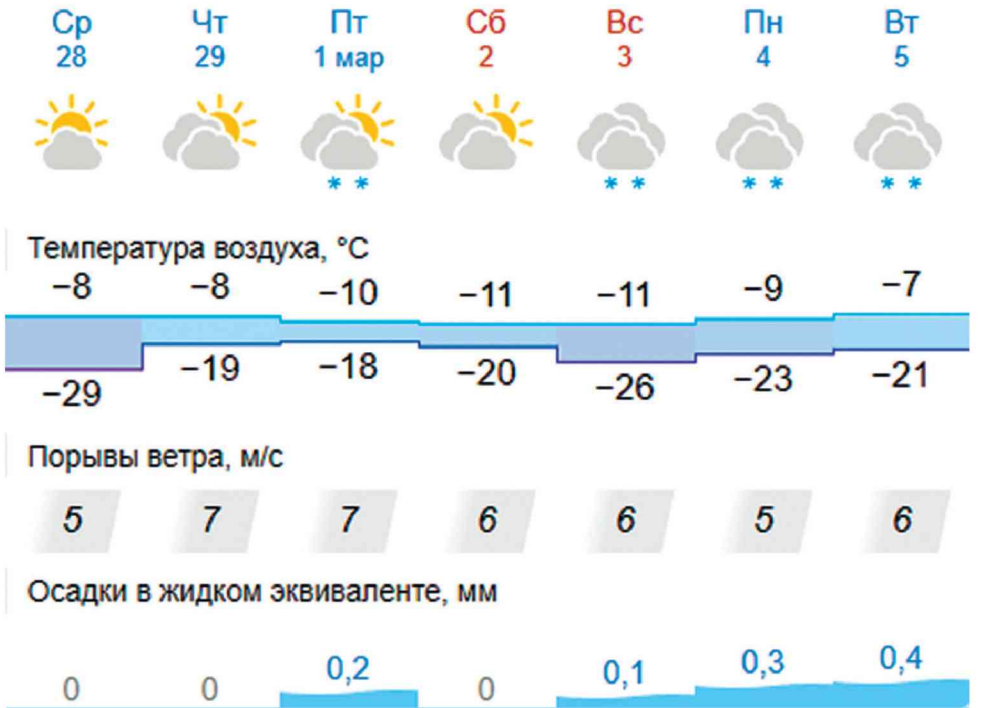 Ср Чт Пт Сб Вс Пн Вт
28 29 1 мар 2 3 4 5
* * * * * * * *
Температура воздуха, °C
−8 −8 −10 −11 −11 −9 −7
−29 −19 −18 −20 −26 −23 −21
Порывы ветра, м/с
5 7 7 6 6 5 6
Осадки в жидком эквиваленте, мм
0 0 0,2 0 0,1 0,3 0,4